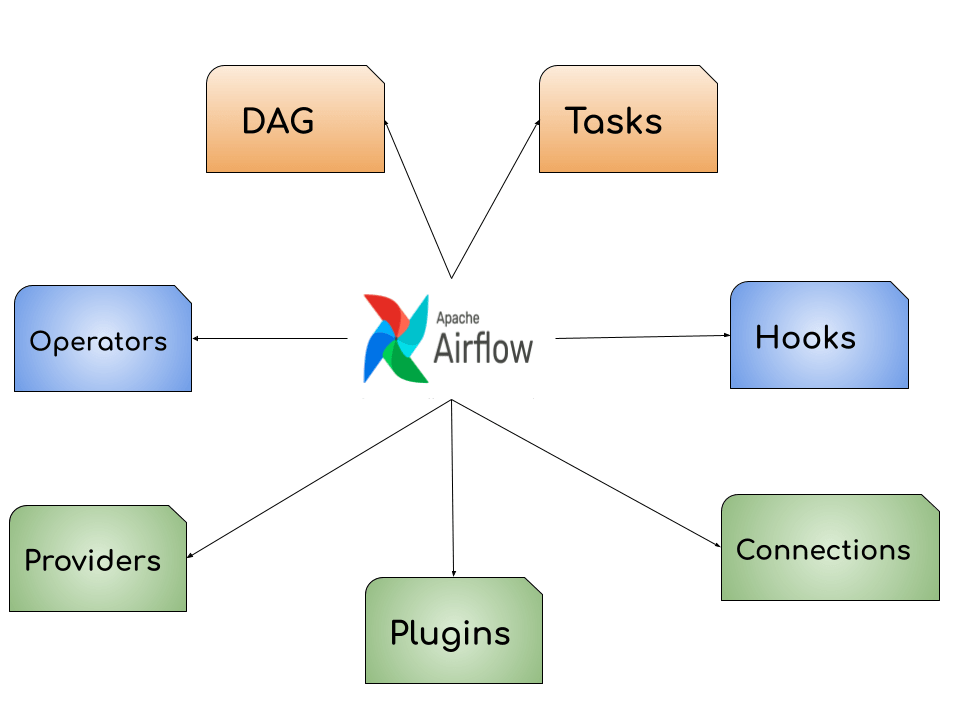 DAG
Tasks
Operators
Apache
Airflow
Hooks
Providers
Plugins
Connections